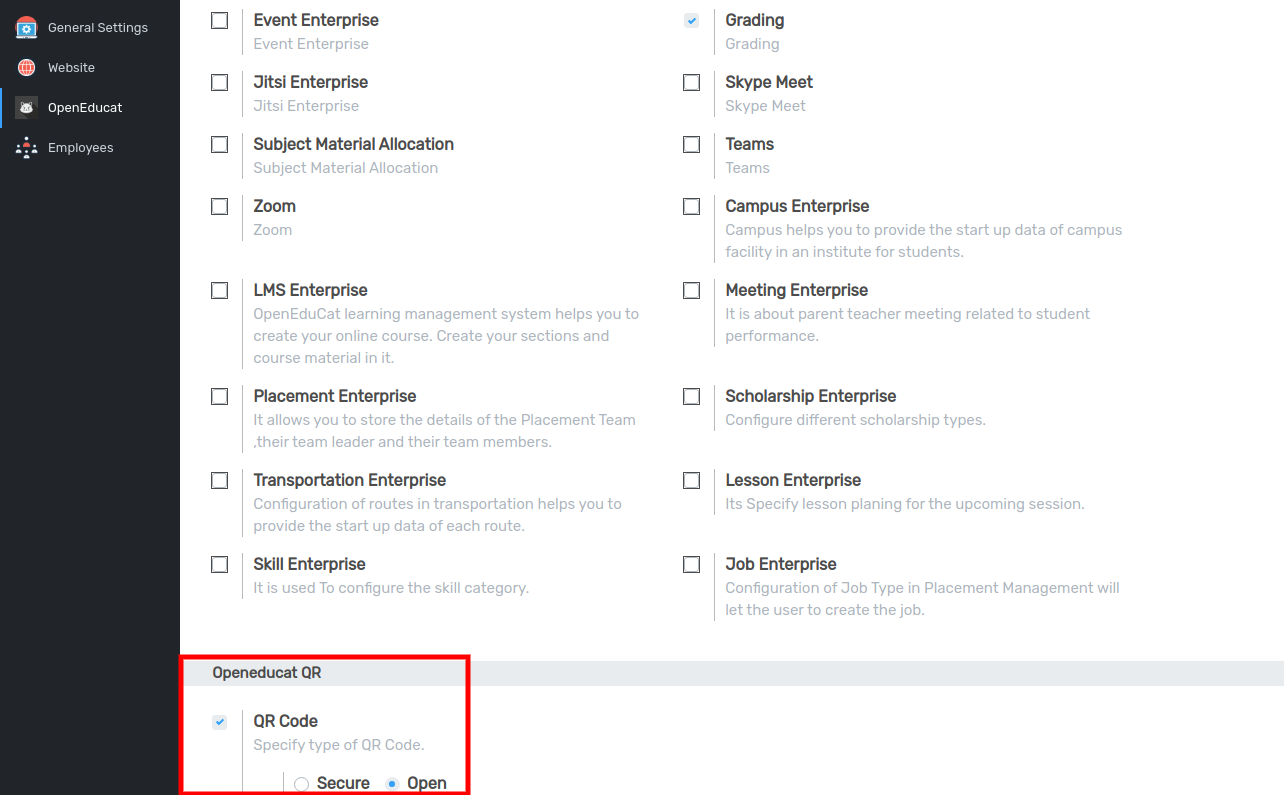 General Settings
Website
OpenEducat
Employees
Event Enterprise
Event Enterprise
Grading
Grading
Jitsi Enterprise
Jitsi Enterprise
Skype Meet
Skype Meet
Subject Material Allocation
Subject Material Allocation
Teams
Teams
Zoom
Zoom
Campus Enterprise
Campus helps you to provide the start up data of campus
facility in an institute for students.
LMS Enterprise
OpenEduCat learning management system helps you to
create your online course. Create your sections and
course material in it.
Meeting Enterprise
It is about parent teacher meeting related to student
performance.
Placement Enterprise
It allows you to store the details of the Placement Team
,their team leader and their team members.
Scholarship Enterprise
Configure different scholarship types.
Transportation Enterprise
Configuration of routes in transportation helps you to
provide the start up data of each route.
Lesson Enterprise
Its Specify lesson planing for the upcoming session.
Skill Enterprise
It is used To configure the skill category.
Job Enterprise
Configuration of Job Type in Placement Management will
let the user to create the job.
Openeducat QR
QR Code
Specify type of QR Code.
Secure Open